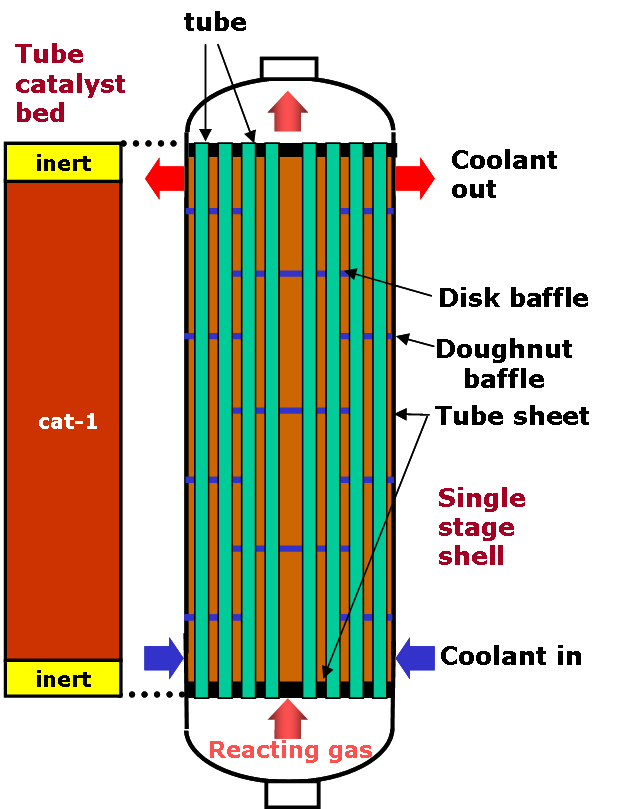 tube
Tube
catalyst
bed
inert
Coolant
out
Disk baffle
Doughnut
baffle
cat-1
Tube sheet
Single
stage
shell
Coolant in
inert
Reacting gas